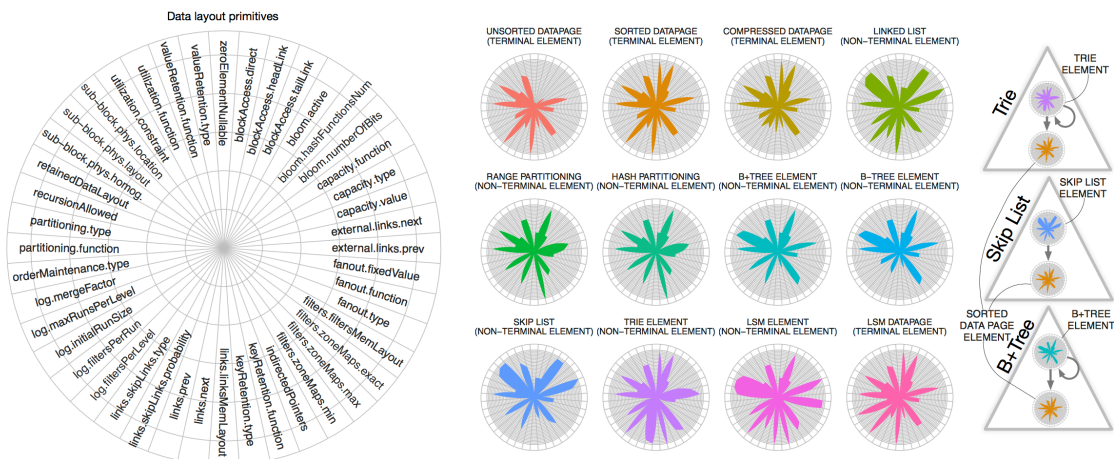 Data layout primitives
zeroElementNullable
blockAccess.direct
blockAccess.headLink
blockAccess.tailLink
bloom.active
bloom.hashFunctionsNum
bloom.numberOfBits
capacity.function
capacity.type
capacity.value
external.links.next
external.links.prev
fanout.fixedValue
fanout.function
fanout.type
filters.filtersMemLayout
filters.zoneMaps.exact
filters.zoneMaps.max
filters.zoneMaps.min
indirectedPointers
keyRetention.function
keyRetention.type
links.linksMemLayout
links.next
links.prev
links.skipLinks.probability
links.skipLinks.type
log.filtersPerLevel
log.filtersPerRun
log.initialRunSize
log.maxRunsPerLevel
log.mergeFactor
orderMaintenance.type
partitioning.function
partitioning.type
recursionAllowed
retainedDataLayout
sub−block.phys.homog.
sub−block.phys.layout
sub−block.phys.location
utilization.constraint
utilization.function
valueRetention.function
valueRetention.type
UNSORTED DATAPAGE
(TERMINAL ELEMENT)
SORTED DATAPAGE
(TERMINAL ELEMENT)
COMPRESSED DATAPAGE
(TERMINAL ELEMENT)
LINKED LIST
(NON−TERMINAL ELEMENT)
RANGE PARTITIONING
(NON−TERMINAL ELEMENT)
HASH PARTITIONING
(NON−TERMINAL ELEMENT)
B+TREE ELEMENT
(NON−TERMINAL ELEMENT)
B−TREE ELEMENT
(NON−TERMINAL ELEMENT)
SKIP LIST
(NON−TERMINAL ELEMENT)
TRIE ELEMENT
(NON−TERMINAL ELEMENT)
LSM ELEMENT
(NON−TERMINAL ELEMENT)
LSM DATAPAGE
(TERMINAL ELEMENT)
Trie
TRIE
ELEMENT
Skip List
SKIP LIST
ELEMENT
SORTED
DATA PAGE
ELEMENT
B+Tree
B+TREE
ELEMENT